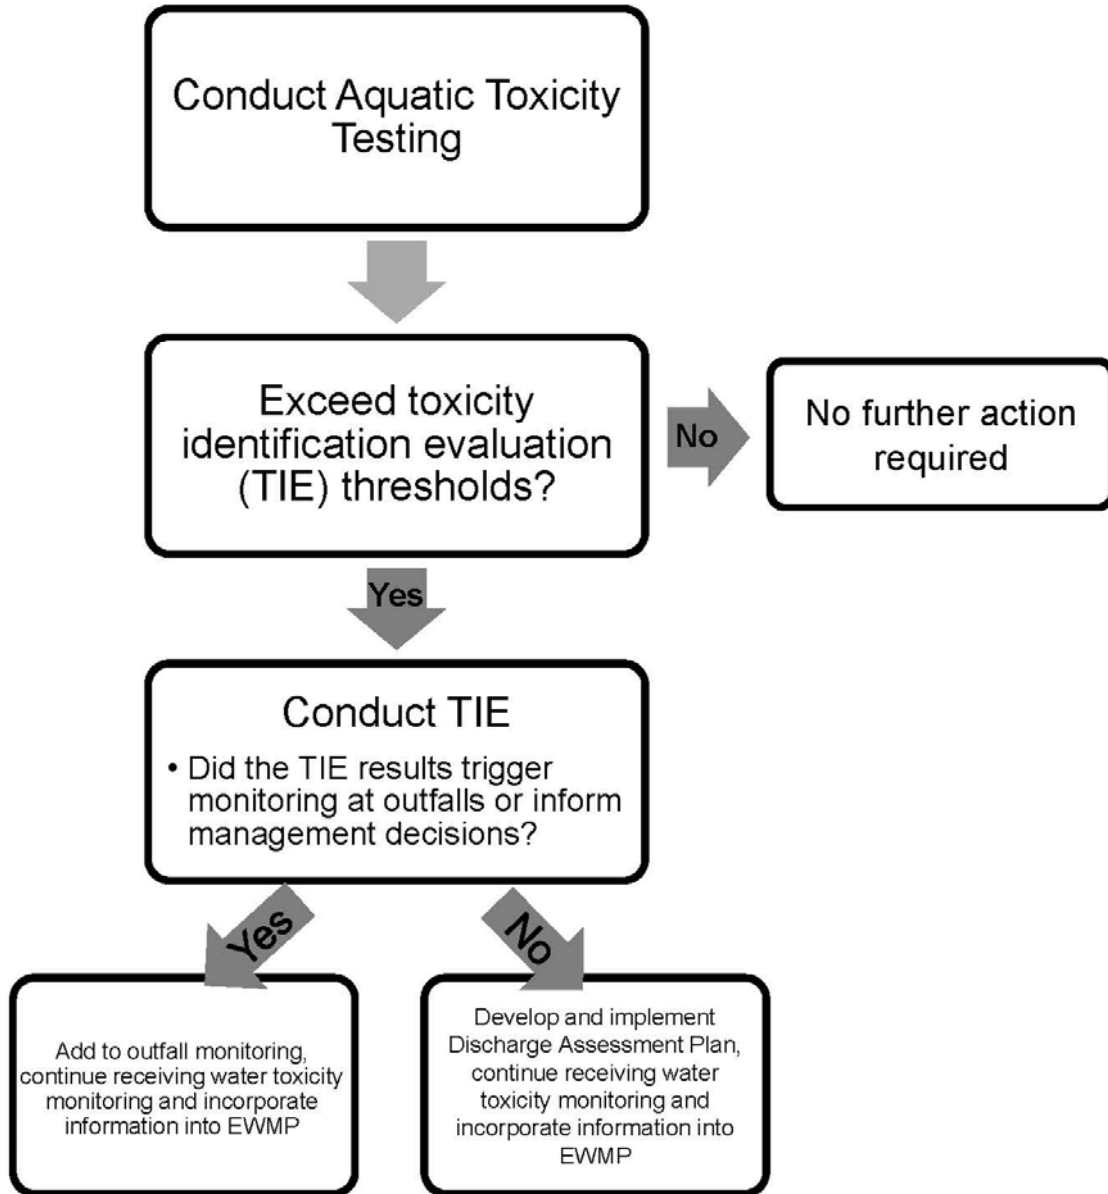 Conduct Aquatic Toxicity
Testing
Exceed toxicity
identification evaluation
(TIE) thresholds?
No
No further action
required
Yes
Conduct TIE
• Did the TIE results trigger
monitoring at outfalls or inform
management decisions?
Yes
No
Add to outfall monitoring,
continue receiving water toxicity
monitoring and incorporate
information into EWMP
Develop and implement
Discharge Assessment Plan,
continue receiving water
toxicity monitoring and
incorporate information into
EWMP